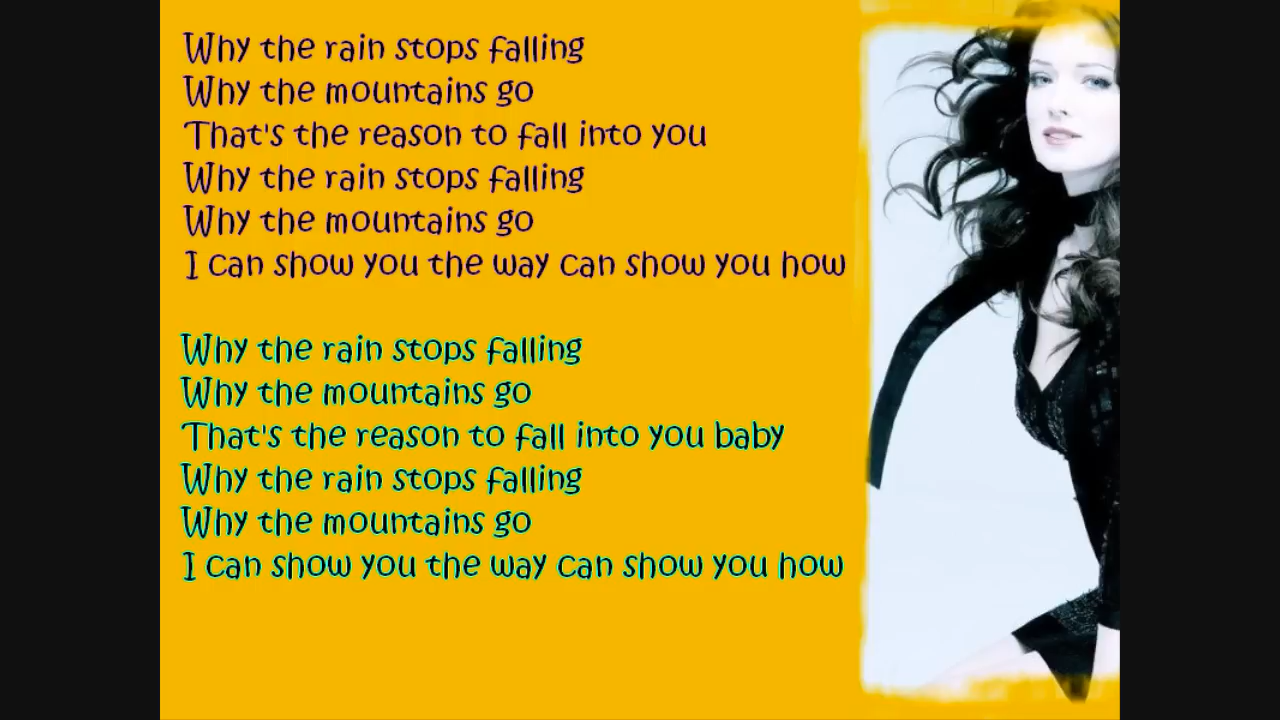 Why the rain stops falling
Why the mountains go
That's the reason to fall into you
Why the rain stops falling
Why the mountains go
I can show you the way can show you how
Why the rain stops falling
Why the mountains go
That's the reason to fall into you baby
Why the rain stops falling
Why the mountains go
I can show you the way can show you how